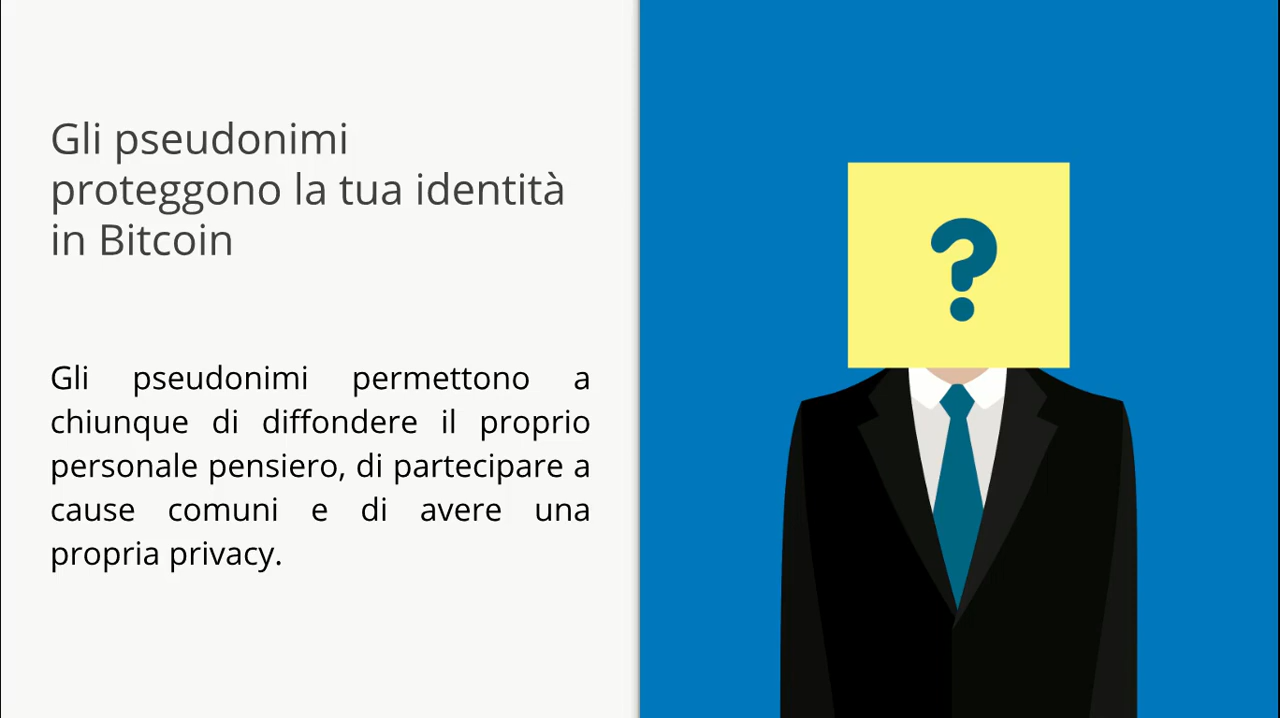 Gli pseudonimi
proteggono la tua identità
in Bitcoin
Gli pseudonimi permettono a
chiunque di diffondere il proprio
personale pensiero, di partecipare a
cause comuni e di avere una
propria privacy.
?